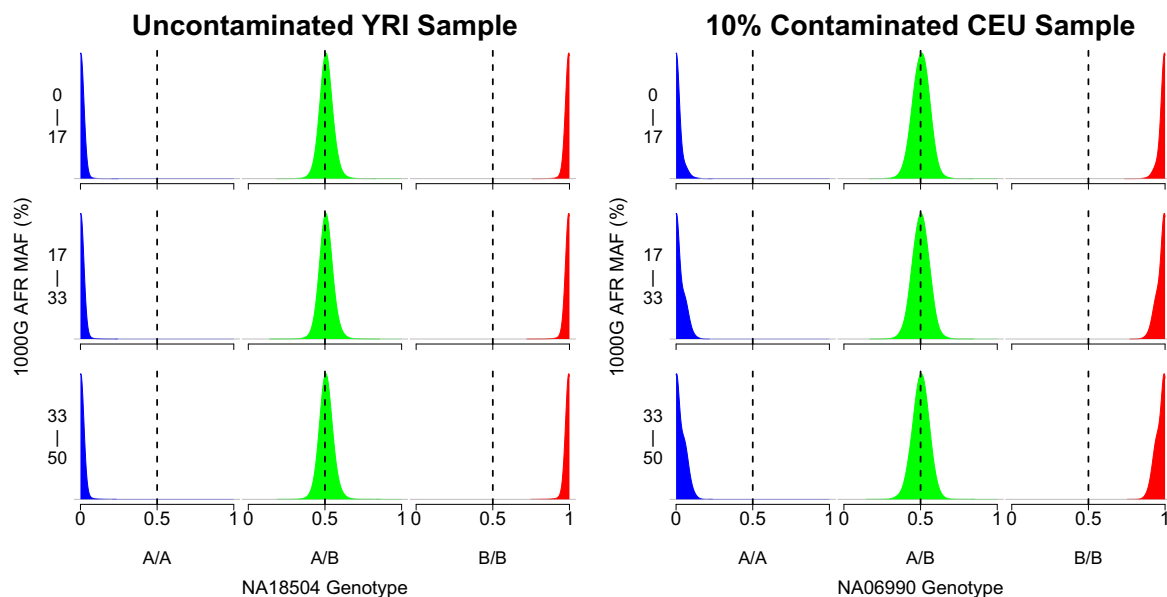 Uncontaminated YRI Sample
10% Contaminated CEU Sample
1000G AFR MAF (%)
0
17
17
33
33
50
0 0.5 1 0 0.5 1 0 0.5 1
A/A A/B B/B
NA18504 Genotype
1000G AFR MAF (%)
0
17
17
33
33
50
0 0.5 1 0 0.5 1 0 0.5 1
A/A A/B B/B
NA06990 Genotype